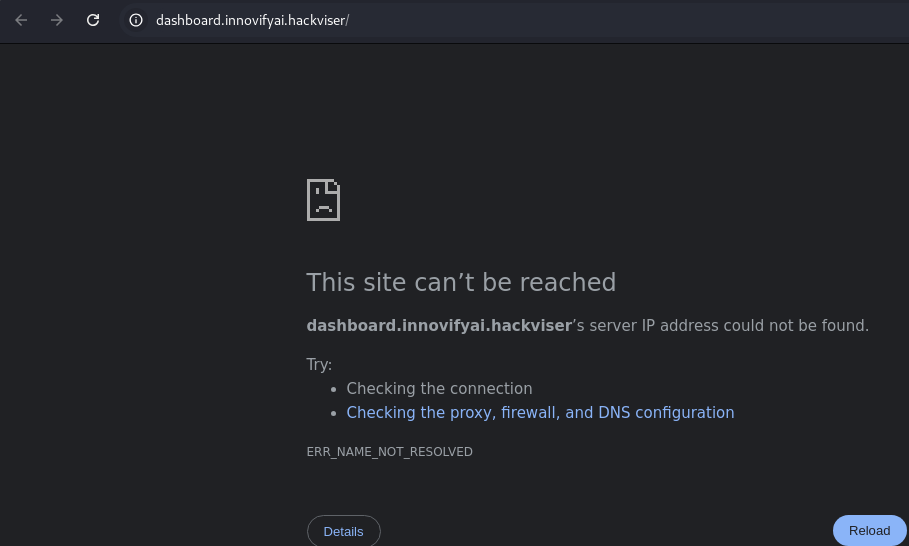 dashboard.innovifyai.hackviser/
This site can’t be reached
dashboard.innovifyai.hackviser’s server IP address could not be found.
Try:
• Checking the connection
• Checking the proxy, firewall, and DNS configuration
ERR_NAME_NOT_RESOLVED
Details
Reload